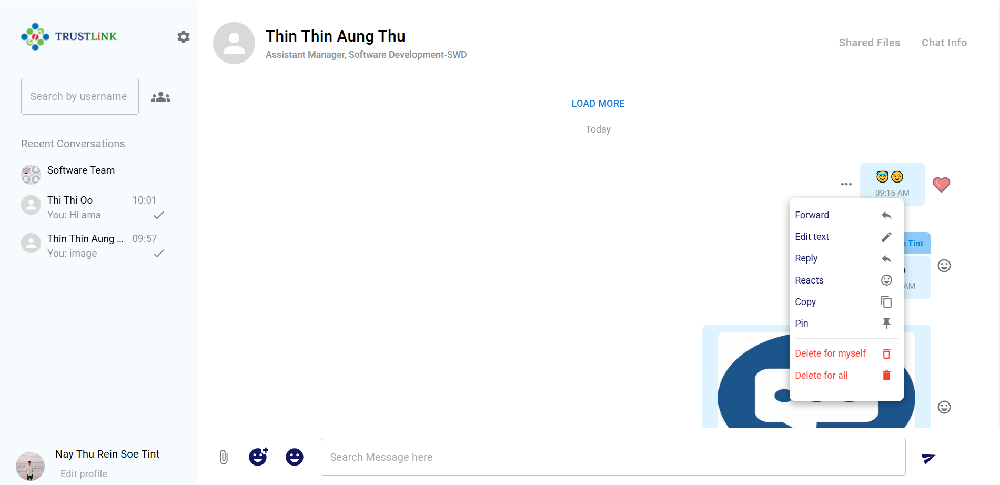 TRUSTLiNK
Search by username
Recent Conversations
A
E A
Software Team
Thi Thi Oo 10:01
You: Hi ama
Thin Thin Aung ... 09:57
You: image
Nay Thu Rein Soe Tint
Edit profile
Thin Thin Aung Thu
Assistant Manager, Software Development-SWD
Shared Files Chat Info
LOAD MORE
Today
09:16 AM
Forward
Edit text
Reply
Reacts
Copy
Pin
Delete for myself
Delete for all
Tint
AM
Search Message here